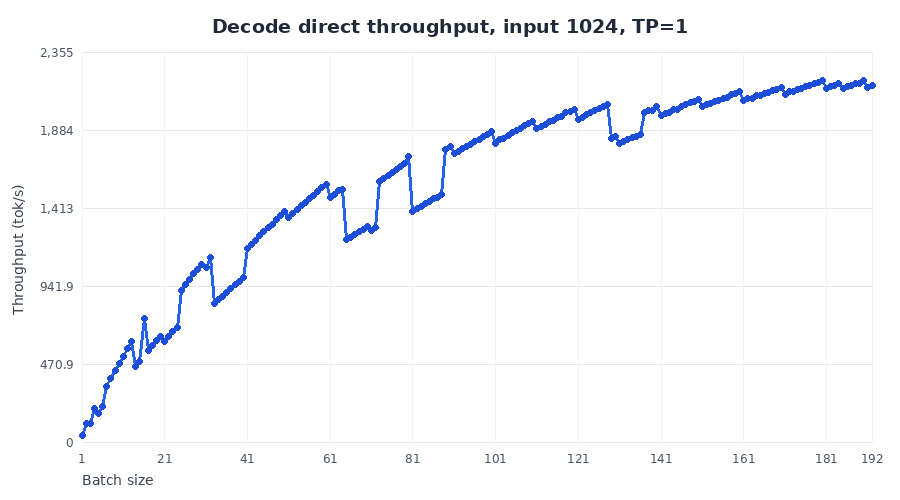 Decode direct throughput, input 1024, TP=1
2,355
1,884
1,413
941.9
470.9
0
Throughput (tok/s)
1 21 41 61 81 101 121 141 161 181 192
Batch size